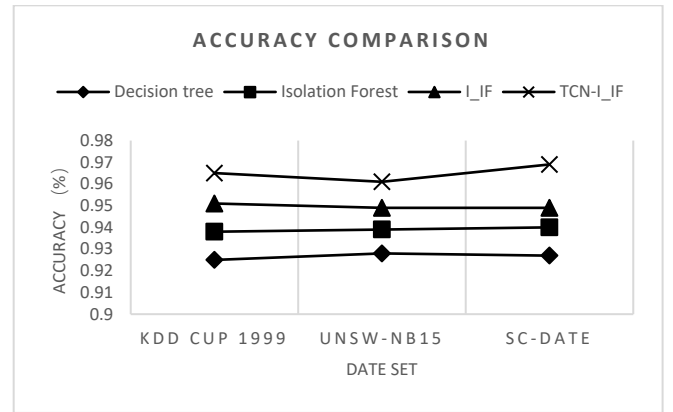 ACCURACY COMPARISON
Decision tree Isolation Forest I_IF TCN-I_IF
0.98
0.97
0.96
0.95
0.94
0.93
0.92
0.91
0.9
ACCURACY (%)
KDD CUP 1999 UNSW-NB15 SC-DATE
DATE SET